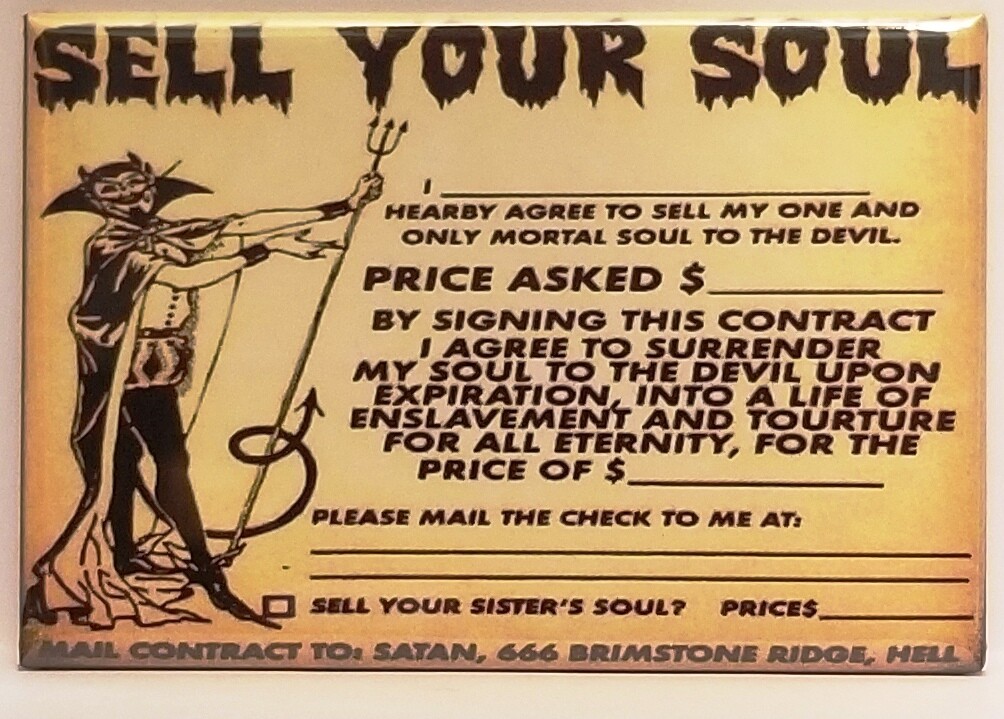 SELL YOUR SOUL
I
HEARBY AGREE TO SELL MY ONE AND
ONLY MORTAL SOUL TO THE DEVIL.
PRICE ASKED $
BY SIGNING THIS CONTRACT
I AGREE TO SURRENDER
MY SOUL TO THE DEVIL UPON
EXPIRATION, INTO A LIFE OF
ENSLAVEMENT AND TOURTURE
FOR ALL ETERNITY, FOR THE
PRICE OF $
PLEASE MAIL THE CHECK TO ME AT:
SELL YOUR SISTER'S SOUL? PRICE$
MAIL CONTRACT TO: SATAN, 666 BRIMSTONE RIDGE, HELL